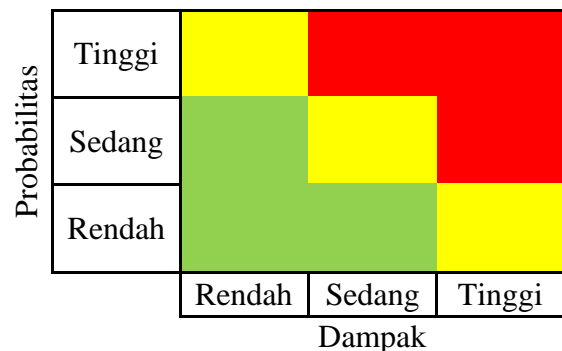 Probabilitas
Tinggi
Sedang
Rendah
Rendah Sedang Tinggi
Dampak